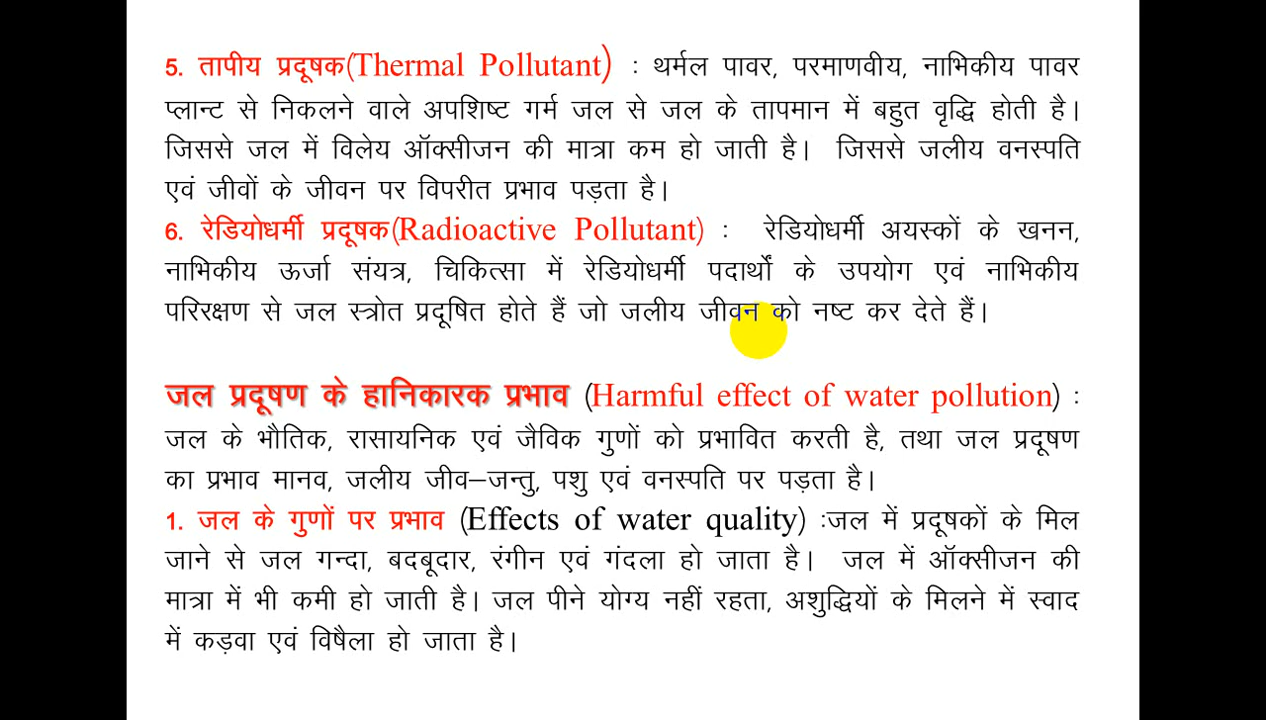 5. तापीय प्रदूषक(Thermal Pollutant) : थर्मल पावर, परमाणवीय, नाभिकीय पावर
प्लान्ट से निकलने वाले अपशिष्ट गर्म जल से जल के तापमान में बहुत वृद्धि होती है।
जिससे जल में विलेय ऑक्सीजन की मात्रा कम हो जाती है। जिससे जलीय वनस्पति
एवं जीवों के जीवन पर विपरीत प्रभाव पड़ता है।
6. रेडियोधर्मी प्रदूषक(Radioactive Pollutant) : रेडियोधर्मी अयस्कों के खनन,
नाभिकीय ऊर्जा संयत्र, चिकित्सा में रेडियोधर्मी पदार्थों के उपयोग एवं नाभिकीय
परिरक्षण से जल स्त्रोत प्रदूषित होते हैं जो जलीय जीवन को नष्ट कर देते हैं।
जल प्रदूषण के हानिकारक प्रभाव (Harmful effect of water pollution) :
जल के भौतिक, रासायनिक एवं जैविक गुणों को प्रभावित करती है, तथा जल प्रदूषण
का प्रभाव मानव, जलीय जीव–जन्तु, पशु एवं वनस्पति पर पड़ता है।
1. जल के गुणों पर प्रभाव (Effects of water quality) :जल में प्रदूषकों के मिल
जाने से जल गन्दा, बदबूदार, रंगीन एवं गंदला हो जाता है। जल में ऑक्सीजन की
मात्रा में भी कमी हो जाती है। जल पीने योग्य नहीं रहता, अशुद्धियों के मिलने में स्वाद
में कड़वा एवं विषैला हो जाता है।